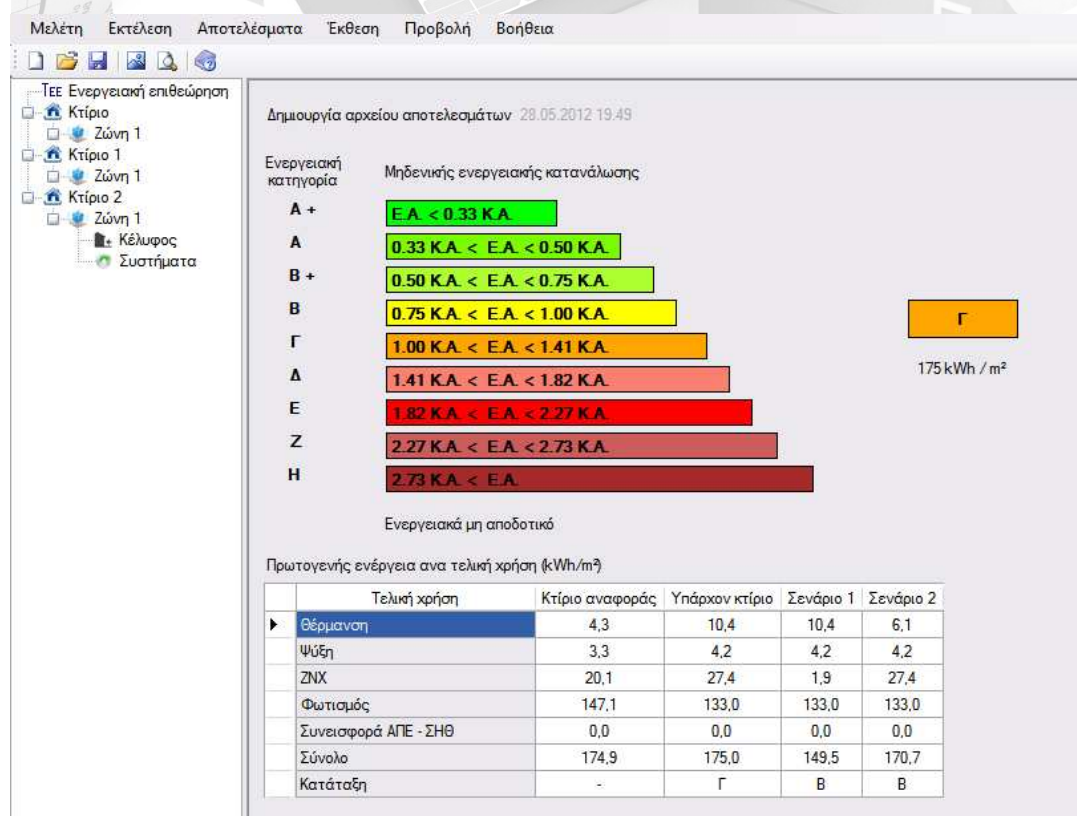 Μελέτη Εκτέλεση Αποτελέσματα Έκθεση Προβολή Βοήθεια
ΤΕΕ Ενεργειακή επιθεώρηση
Κτίριο
Ζώνη 1
Κτίριο 1
Ζώνη 1
Κτίριο 2
Ζώνη 1
Κέλυφος
Συστήματα
Δημιουργία αρχείου αποτελεσμάτων 28.05.2012 19.49
Ενεργειακή κατηγορία
Μηδενικής ενεργειακής κατανάλωσης
Α + Ε.Α. < 0.33 Κ.Α.
Α 0.33 Κ.Α. < Ε.Α. < 0.50 Κ.Α.
Β + 0.50 Κ.Α. < Ε.Α. < 0.75 Κ.Α.
Β 0.75 Κ.Α. < Ε.Α. < 1.00 Κ.Α.
Γ 1.00 Κ.Α. < Ε.Α. < 1.41 Κ.Α.
Δ 1.41 Κ.Α. < Ε.Α. < 1.82 Κ.Α.
Ε 1.82 Κ.Α. < Ε.Α. < 2.27 Κ.Α.
Ζ 2.27 Κ.Α. < Ε.Α. < 2.73 Κ.Α.
Η 2.73 Κ.Α. < Ε.Α.
Ενεργειακά μη αποδοτικό
Γ
175 kWh / m²
Πρωτογενής ενέργεια ανα τελική χρήση (kWh/m²)
Τελική χρήση Κτίριο αναφοράς Υπάρχον κτίριο Σενάριο 1 Σενάριο 2
Θέρμανση 4,3 10,4 10,4 6,1
Ψύξη 3,3 4,2 4,2 4,2
ΖΝΧ 20,1 27,4 1,9 27,4
Φωτισμός 147,1 133,0 133,0 133,0
Συνεισφορά ΑΠΕ - ΣΗΘ 0,0 0,0 0,0 0,0
Σύνολο 174,9 175,0 149,5 170,7
Κατάταξη - Γ Β Β